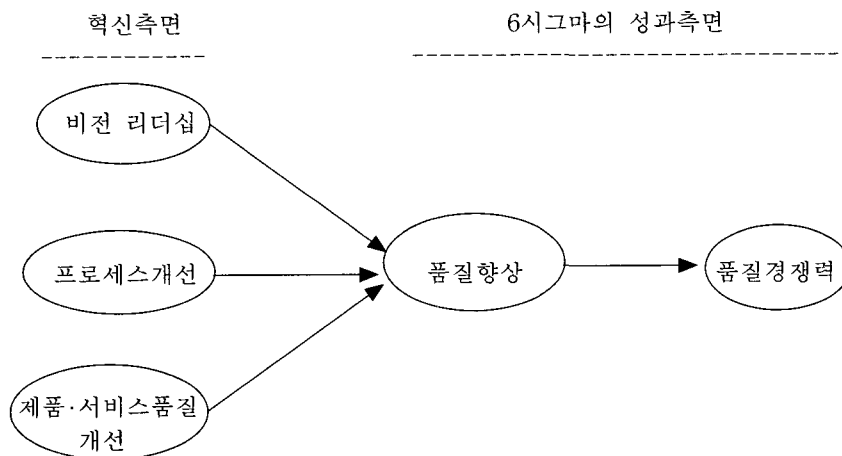 혁신측면
6시그마의 성과측면
비전 리더십
프로세스개선
품질향상
품질경쟁력
제품·서비스품질
개선